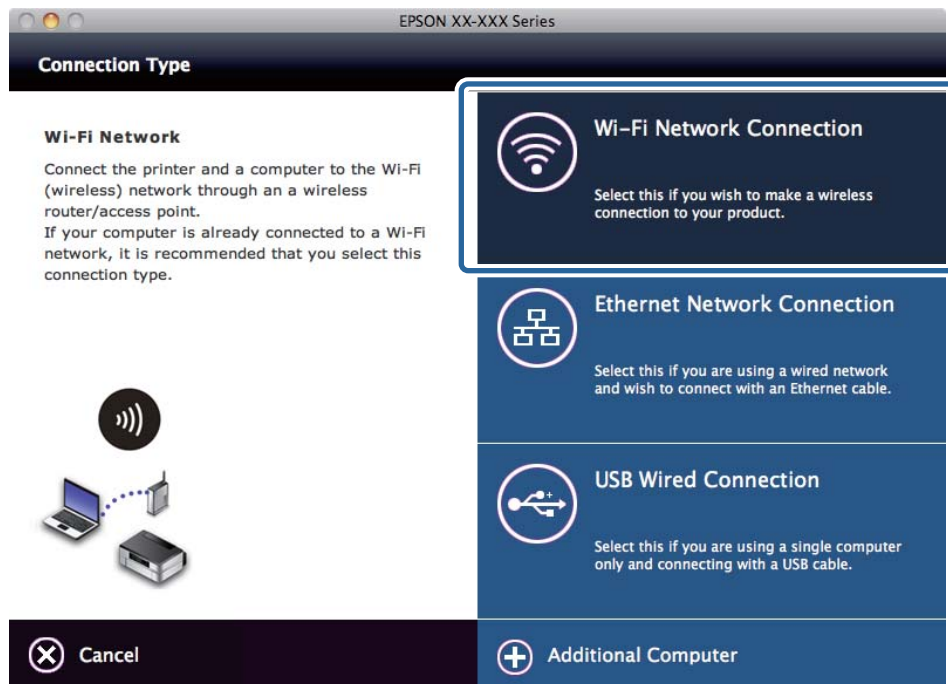 EPSON XX-XXX Series
Connection Type
Wi-Fi Network
Connect the printer and a computer to the Wi-Fi
(wireless) network through an a wireless
router/access point.
If your computer is already connected to a Wi-Fi
network, it is recommended that you select this
connection type.
Wi-Fi Network Connection
Select this if you wish to make a wireless
connection to your product.
Ethernet Network Connection
Select this if you are using a wired network
and wish to connect with an Ethernet cable.
USB Wired Connection
Select this if you are using a single computer
only and connecting with a USB cable.
Cancel
Additional Computer